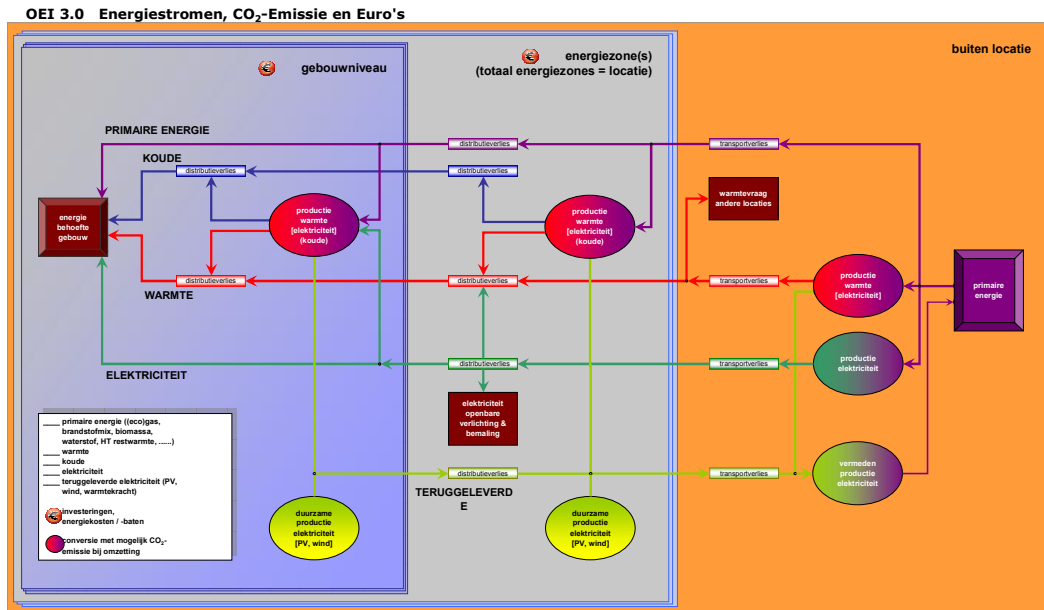 OEI 3.0 Energiestromen, CO₂-Emissie en Euro's
gebouwniveau
energiezone(s)
(totaal energiezones = locatie)
buiten locatie
PRIMAIRE ENERGIE
distributieverlies
transportverlies
KOUDE
distributieverlies
distributieverlies
energie
behoefte
gebouw
productie
warmte
[elektriciteit]
(koude)
productie
warmte
[elektriciteit]
(koude)
warmtevraag
andere locaties
distributieverlies
distributieverlies
transportverlies
WARMTE
productie
warmte
[elektriciteit]
primaire
energie
distributieverlies
transportverlies
productie
elektriciteit
ELEKTRICITEIT
elektriciteit
openbare
verlichting &
bemaling
____ primaire energie ((eco)gas,
brandstofmix, biomassa,
waterstof, HT restwarmte, ......)
____ warmte
____ koude
____ elektriciteit
____ teruggeleverde elektriciteit (PV,
wind, warmtekracht)
investeringen,
energiekosten / -baten
conversie met mogelijk CO₂-
emissie bij omzetting
distributieverlies
transportverlies
vermeden
productie
elektriciteit
TERUGGELEVERD
E
duurzame
productie
elektriciteit
[PV, wind]
duurzame
productie
elektriciteit
[PV, wind]